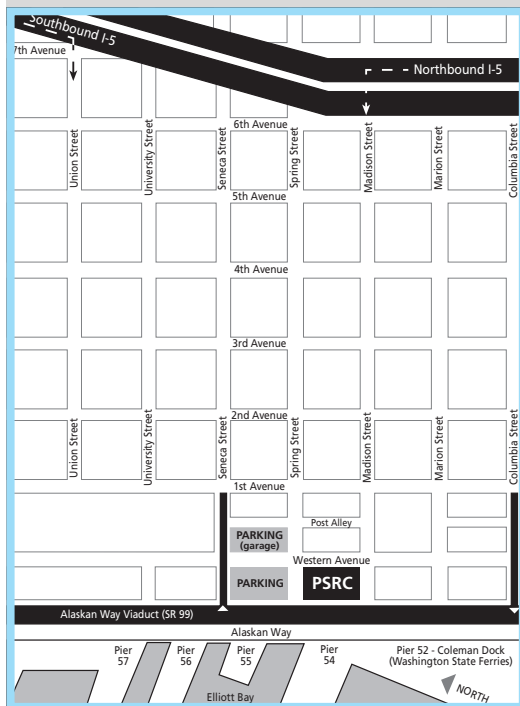 Southbound I-5
7th Avenue
Northbound I-5
6th Avenue
Union Street
University Street
Seneca Street
Spring Street
Madison Street
Marion Street
Columbia Street
5th Avenue
4th Avenue
3rd Avenue
2nd Avenue
Union Street
University Street
Seneca Street
Spring Street
Madison Street
Marion Street
Columbia Street
1st Avenue
Post Alley
PARKING
(garage)
Western Avenue
PARKING
PSRC
Alaskan Way Viaduct (SR 99)
Alaskan Way
Pier
57
Pier
56
Pier
55
Pier
54
Pier 52 - Coleman Dock
(Washington State Ferries)
Elliott Bay
NORTH